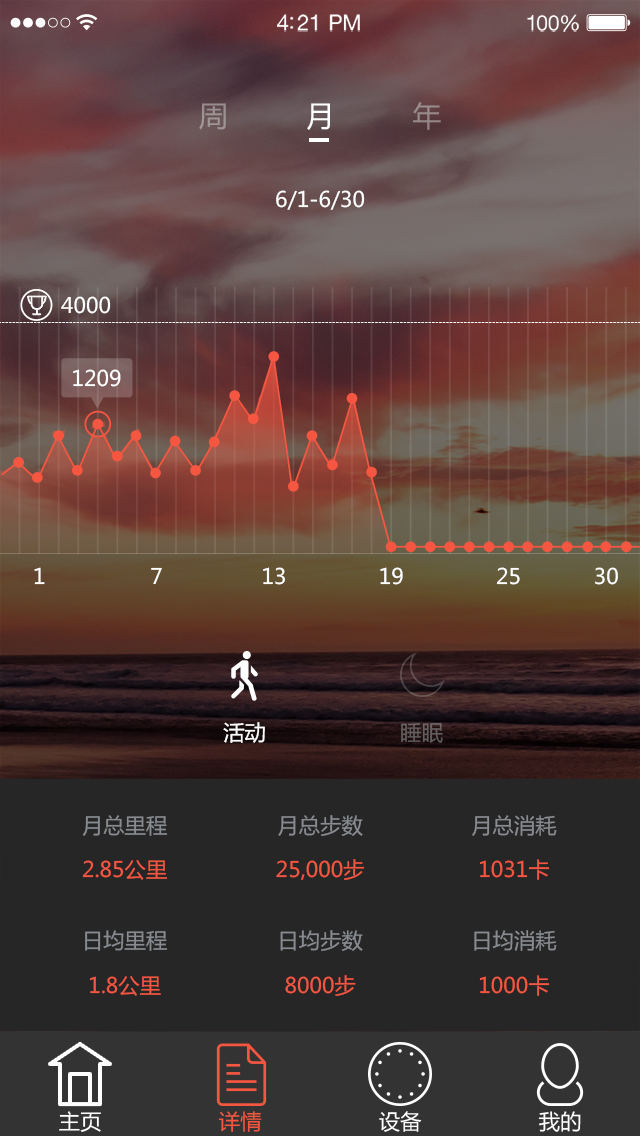 4:21 PM 100%
周 月 年
6/1-6/30
4000
1209
1 7 13 19 25 30
活动 睡眠
月总里程 月总步数 月总消耗
2.85公里 25,000步 1031卡
日均里程 日均步数 日均消耗
1.8公里 8000步 1000卡
主页 详情 设备 我的